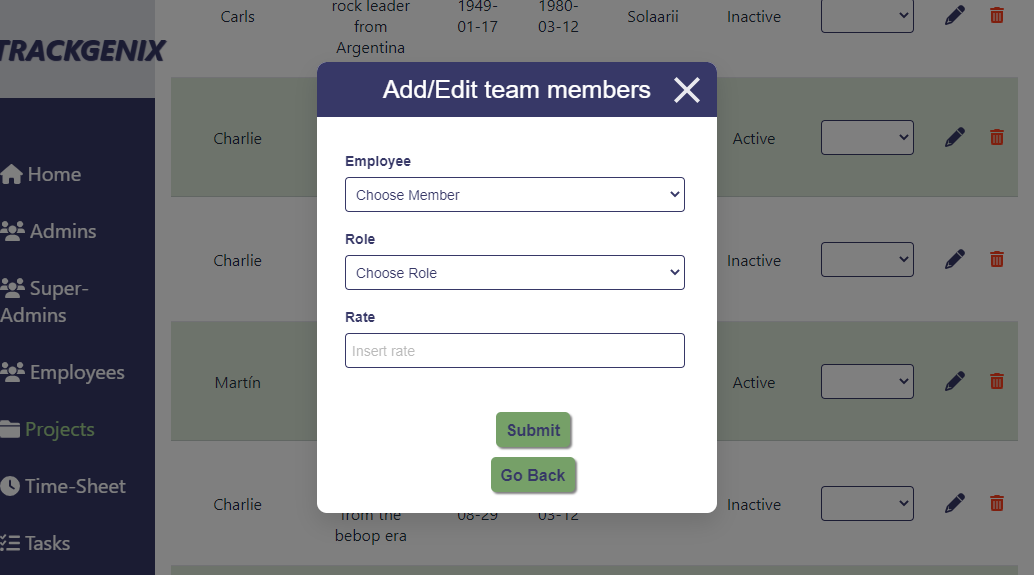 TRACKGENIX
Home
Admins
Super-
Admins
Employees
Projects
Time-Sheet
Tasks
Carls
rock leader
from
Argentina
1949-
01-17
1980-
03-12
Solaarii
Inactive
Charlie
Active
Charlie
Inactive
Martín
Active
Charlie
from the
bebop era
08-29
03-12
Inactive
Add/Edit team members
Employee
Choose Member
Role
Choose Role
Rate
Insert rate
Submit
Go Back